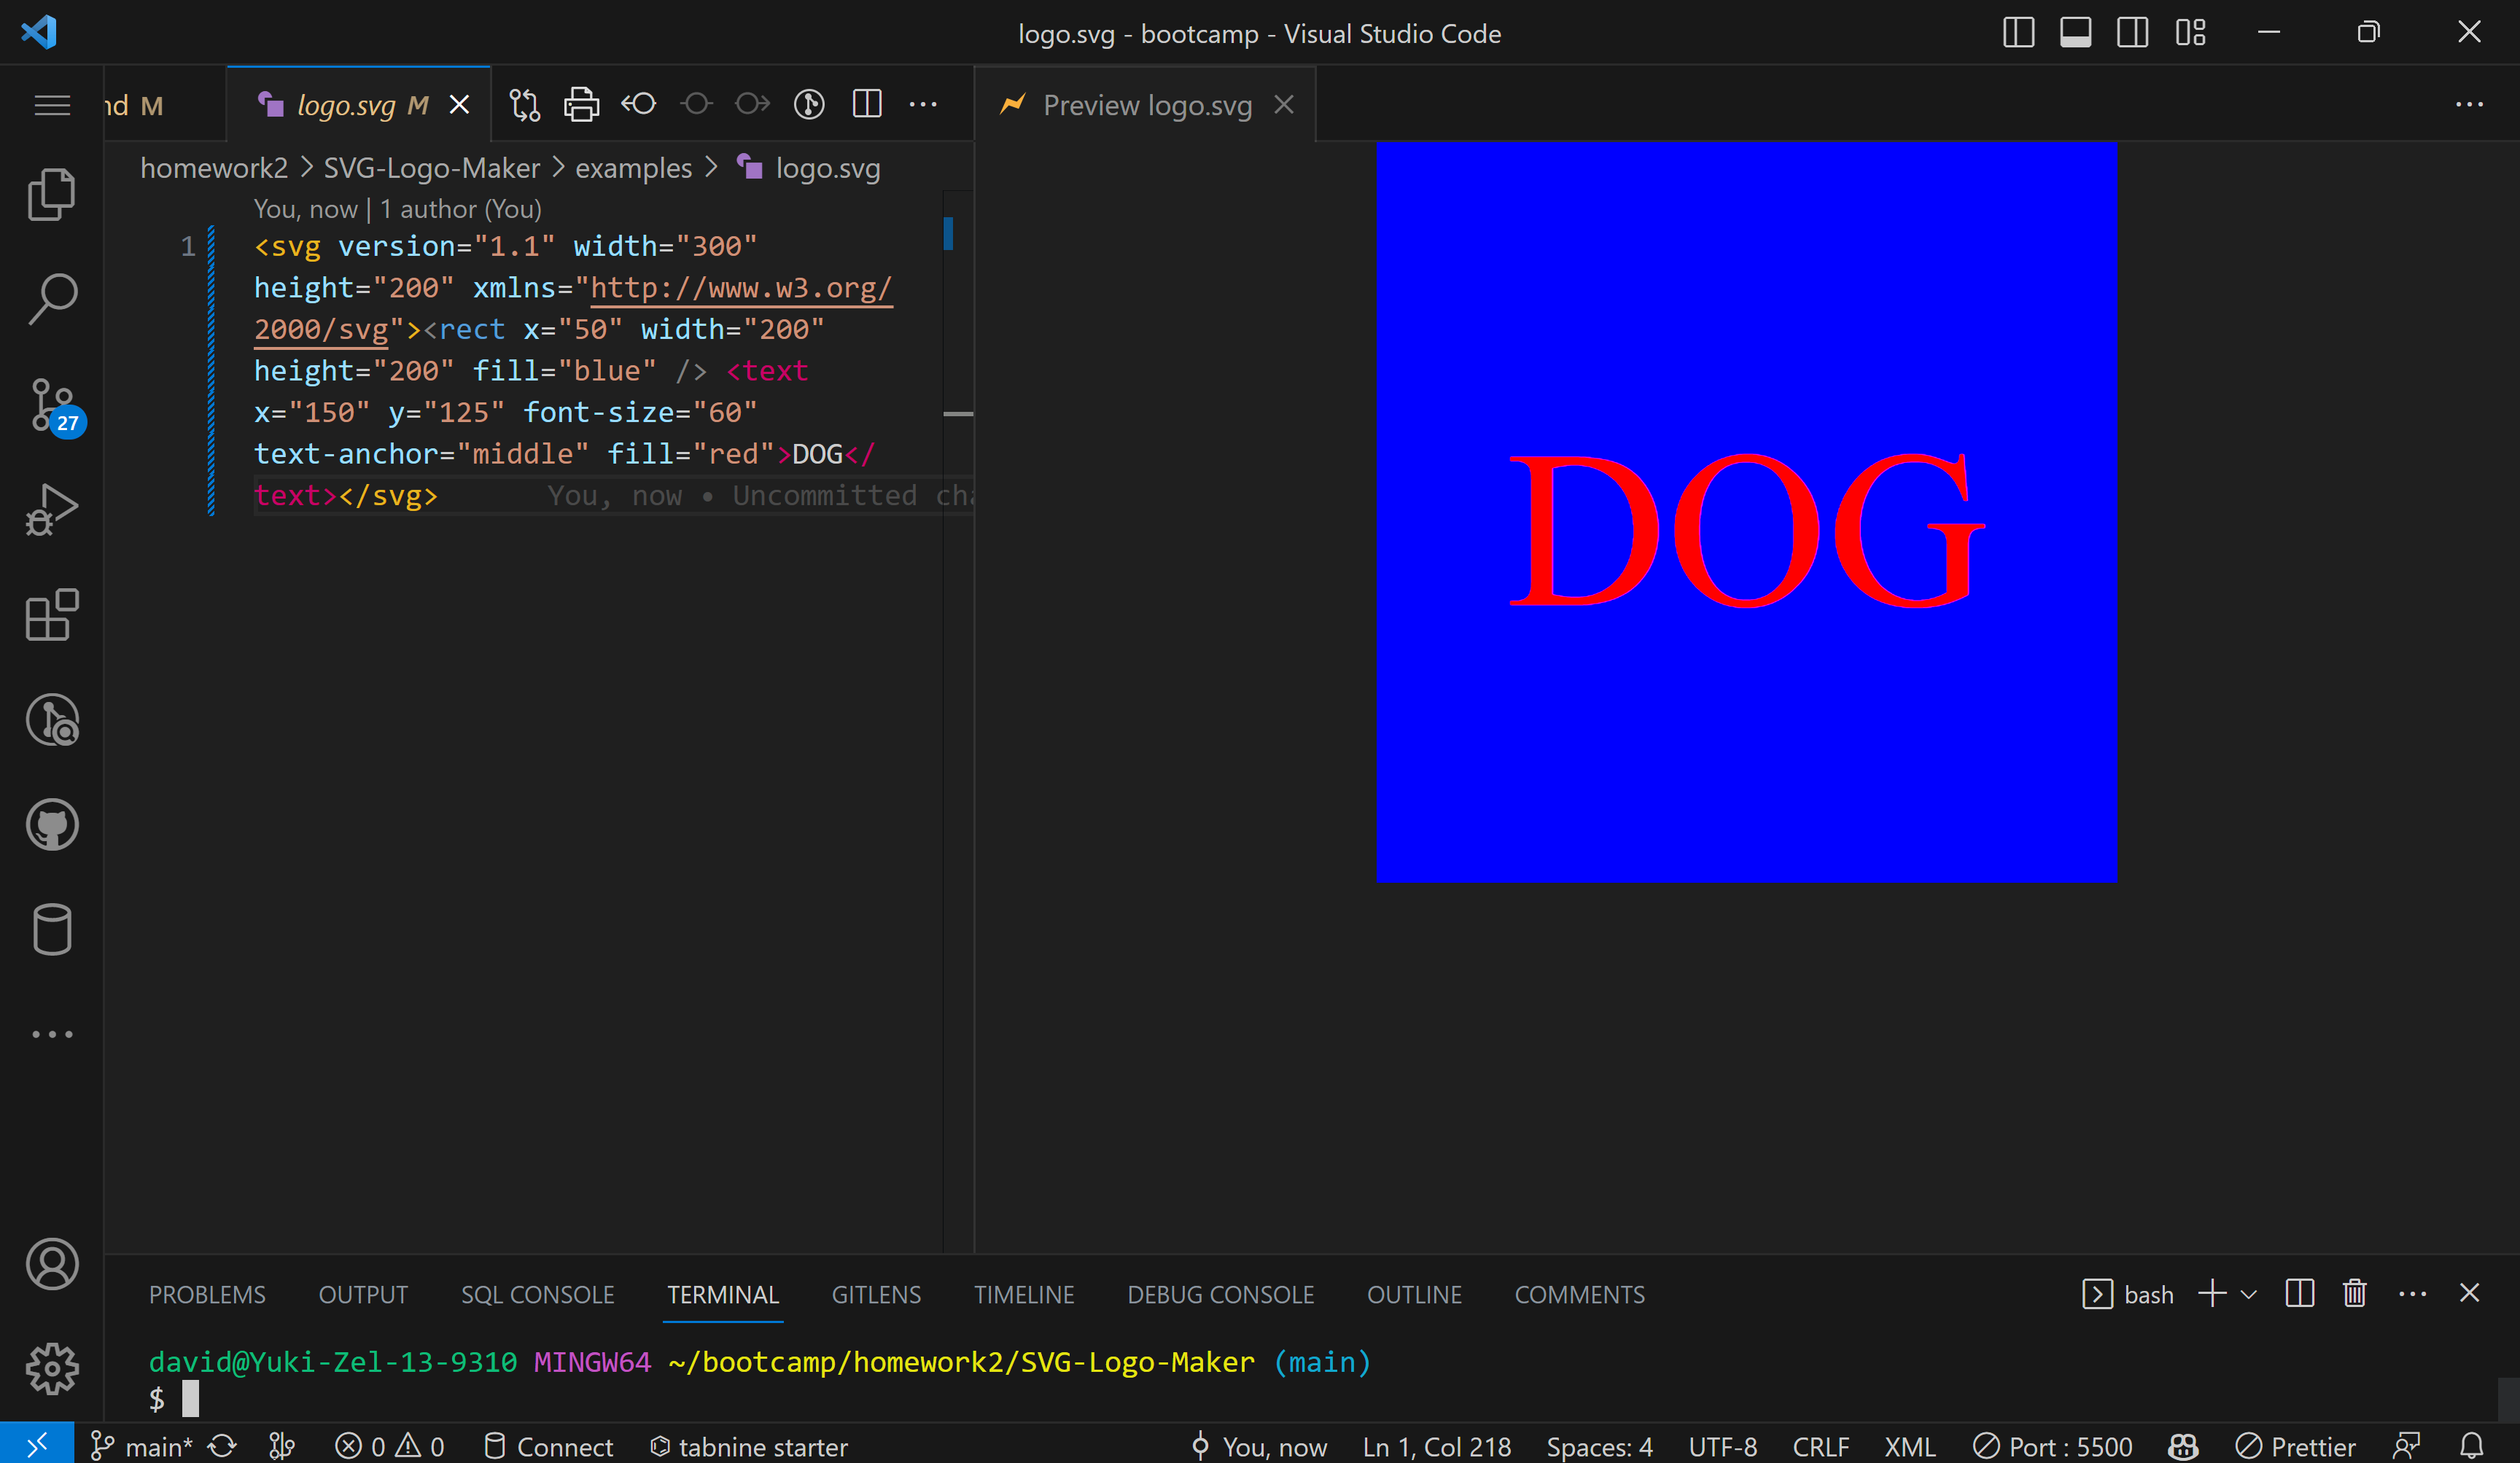 logo.svg - bootcamp - Visual Studio Code
nd M
logo.svg M
Preview logo.svg
homework2 > SVG-Logo-Maker > examples > logo.svg
You, now | 1 author (You)
1 <svg version="1.1" width="300"
height="200" xmlns="http://www.w3.org/
2000/svg"><rect x="50" width="200"
height="200" fill="blue" /> <text
x="150" y="125" font-size="60"
text-anchor="middle" fill="red">DOG</
text></svg> You, now • Uncommitted cha
DOG
27
PROBLEMS OUTPUT SQL CONSOLE TERMINAL GITLENS TIMELINE DEBUG CONSOLE OUTLINE COMMENTS bash
david@Yuki-Zel-13-9310 MINGW64 ~/bootcamp/homework2/SVG-Logo-Maker (main)
$
main* 0 0 Connect tabnine starter You, now Ln 1, Col 218 Spaces: 4 UTF-8 CRLF XML Port : 5500 Prettier